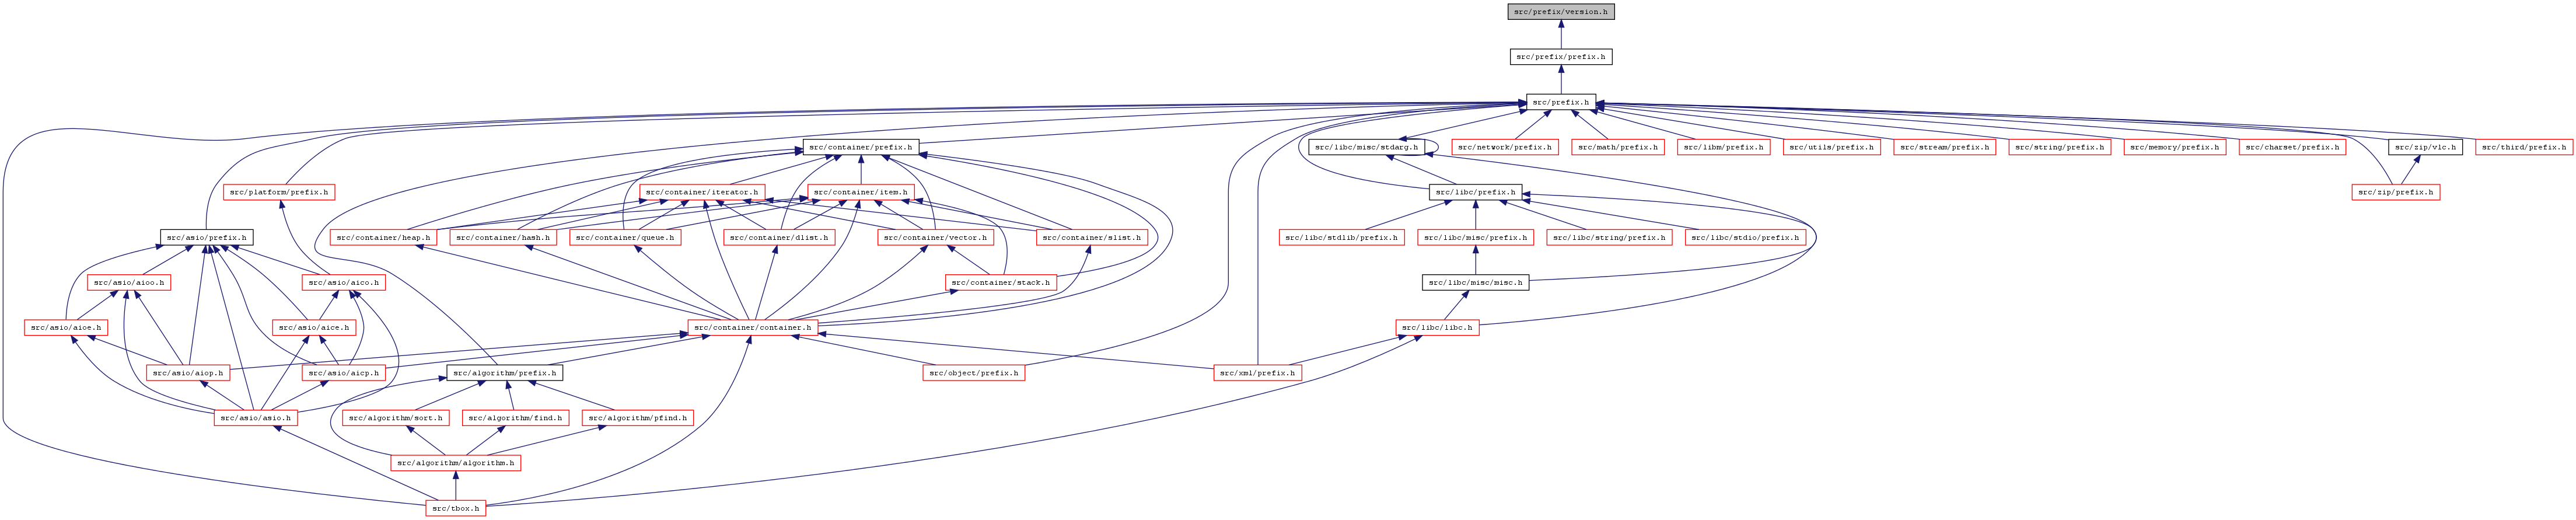 src/prefix/version.h
src/prefix/prefix.h
src/prefix.h
src/container/prefix.h
src/libc/misc/stdarg.h
src/network/prefix.h
src/math/prefix.h
src/libm/prefix.h
src/utils/prefix.h
src/stream/prefix.h
src/string/prefix.h
src/memory/prefix.h
src/charset/prefix.h
src/zip/vlc.h
src/third/prefix.h
src/platform/prefix.h
src/container/iterator.h
src/container/item.h
src/libc/prefix.h
src/zip/prefix.h
src/asio/prefix.h
src/container/heap.h
src/container/hash.h
src/container/queue.h
src/container/dlist.h
src/container/vector.h
src/container/slist.h
src/libc/stdlib/prefix.h
src/libc/misc/prefix.h
src/libc/string/prefix.h
src/libc/stdio/prefix.h
src/asio/aioo.h
src/asio/aico.h
src/container/stack.h
src/libc/misc/misc.h
src/asio/aioe.h
src/asio/aice.h
src/container/container.h
src/libc/libc.h
src/asio/aiop.h
src/asio/aicp.h
src/algorithm/prefix.h
src/object/prefix.h
src/xml/prefix.h
src/asio/asio.h
src/algorithm/sort.h
src/algorithm/find.h
src/algorithm/pfind.h
src/algorithm/algorithm.h
src/tbox.h